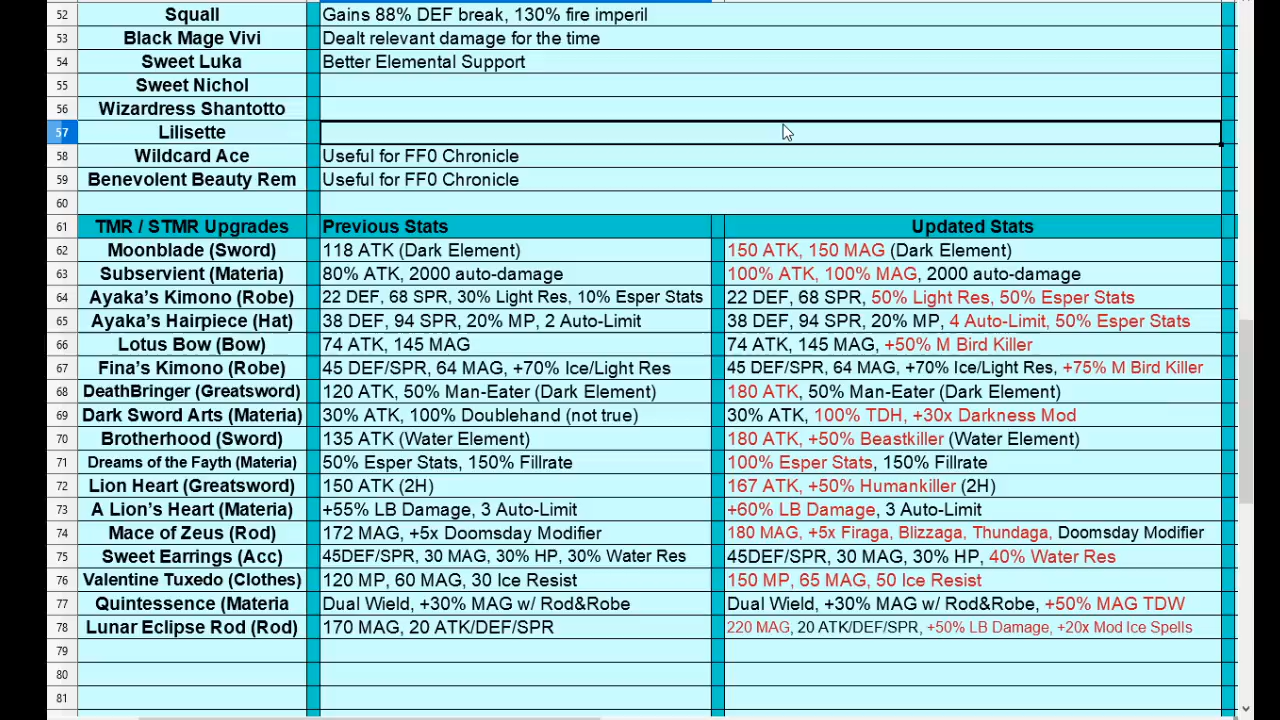 52 Squall Gains 88% DEF break, 130% fire imperil
53 Black Mage Vivi Dealt relevant damage for the time
54 Sweet Luka Better Elemental Support
55 Sweet Nichol
56 Wizardress Shantotto
57 Lilisette
58 Wildcard Ace Useful for FF0 Chronicle
59 Benevolent Beauty Rem Useful for FF0 Chronicle
60
61 TMR / STMR Upgrades Previous Stats Updated Stats
62 Moonblade (Sword) 118 ATK (Dark Element) 150 ATK, 150 MAG (Dark Element)
63 Subservient (Materia) 80% ATK, 2000 auto-damage 100% ATK, 100% MAG, 2000 auto-damage
64 Ayaka's Kimono (Robe) 22 DEF, 68 SPR, 30% Light Res, 10% Esper Stats 22 DEF, 68 SPR, 50% Light Res, 50% Esper Stats
65 Ayaka's Hairpiece (Hat) 38 DEF, 94 SPR, 20% MP, 2 Auto-Limit 38 DEF, 94 SPR, 20% MP, 4 Auto-Limit, 50% Esper Stats
66 Lotus Bow (Bow) 74 ATK, 145 MAG 74 ATK, 145 MAG, +50% M Bird Killer
67 Fina's Kimono (Robe) 45 DEF/SPR, 64 MAG, +70% Ice/Light Res 45 DEF/SPR, 64 MAG, +70% Ice/Light Res, +75% M Bird Killer
68 DeathBringer (Greatsword) 120 ATK, 50% Man-Eater (Dark Element) 180 ATK, 50% Man-Eater (Dark Element)
69 Dark Sword Arts (Materia) 30% ATK, 100% Doublehand (not true) 30% ATK, 100% TDH, +30x Darkness Mod
70 Brotherhood (Sword) 135 ATK (Water Element) 180 ATK, +50% Beastkiller (Water Element)
71 Dreams of the Fayth (Materia) 50% Esper Stats, 150% Fillrate 100% Esper Stats, 150% Fillrate
72 Lion Heart (Greatsword) 150 ATK (2H) 167 ATK, +50% Humankiller (2H)
73 A Lion's Heart (Materia) +55% LB Damage, 3 Auto-Limit +60% LB Damage, 3 Auto-Limit
74 Mace of Zeus (Rod) 172 MAG, +5x Doomsday Modifier 180 MAG, +5x Firaga, Blizzaga, Thundaga, Doomsday Modifier
75 Sweet Earrings (Acc) 45DEF/SPR, 30 MAG, 30% HP, 30% Water Res 45DEF/SPR, 30 MAG, 30% HP, 40% Water Res
76 Valentine Tuxedo (Clothes) 120 MP, 60 MAG, 30 Ice Resist 150 MP, 65 MAG, 50 Ice Resist
77 Quintessence (Materia Dual Wield, +30% MAG w/ Rod&Robe Dual Wield, +30% MAG w/ Rod&Robe, +50% MAG TDW
78 Lunar Eclipse Rod (Rod) 170 MAG, 20 ATK/DEF/SPR 220 MAG, 20 ATK/DEF/SPR, +50% LB Damage, +20x Mod Ice Spells
79
80
81